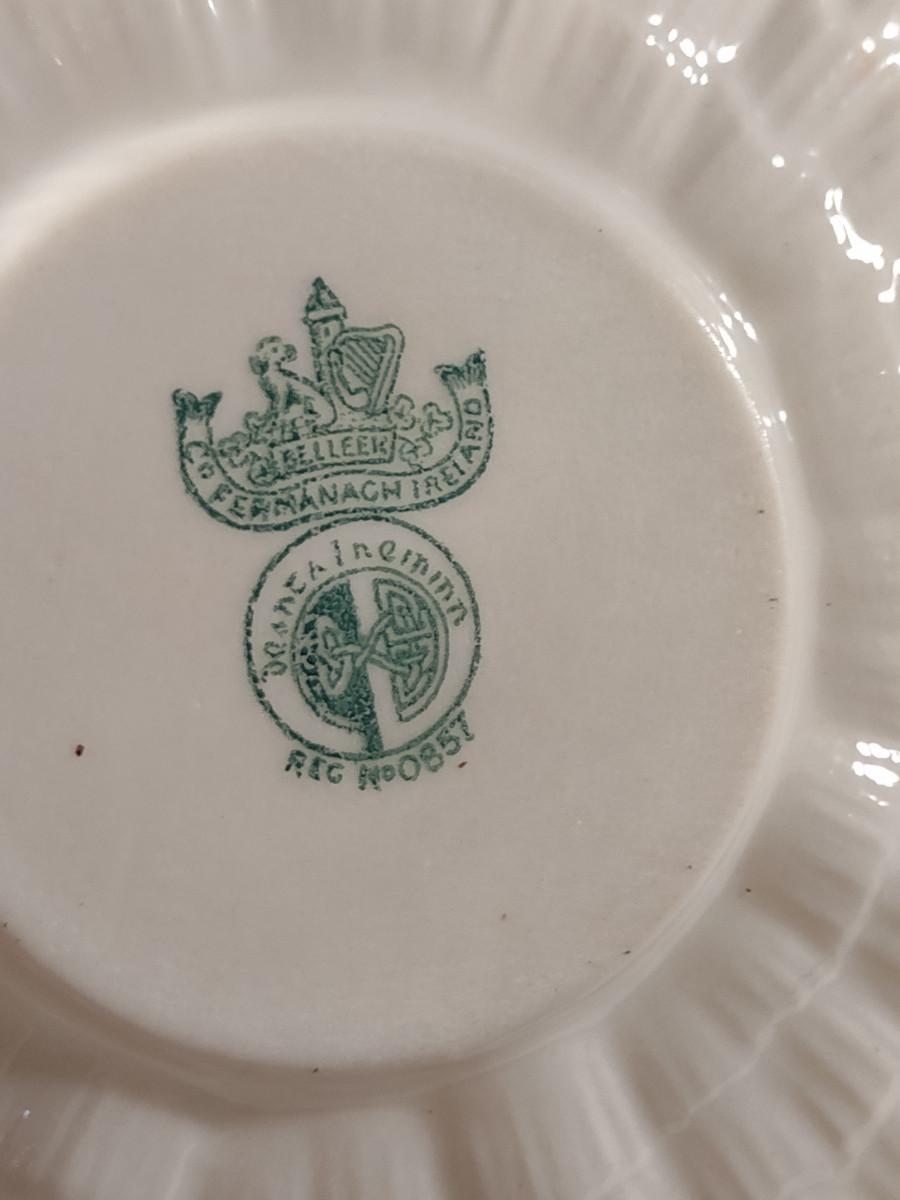 BELLEEK
Co FERMANAGH IRELAND
REG No 0857